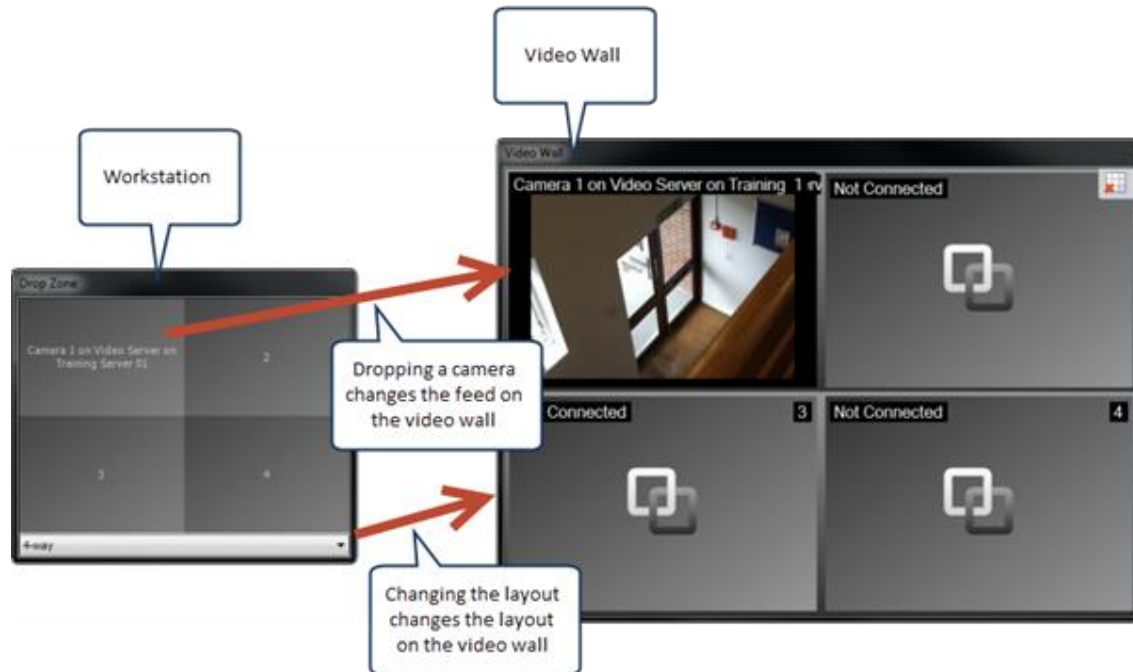 Video Wall
Workstation
Video Wall
Camera 1 on Video Server on Training 1
Not Connected
Drop Zone
Camera 1 on Video Server on
Training Server 01
2
Dropping a camera
changes the feed on
the video wall
Connected
3
Not Connected
4
3
4
4-way
Changing the layout
changes the layout
on the video wall